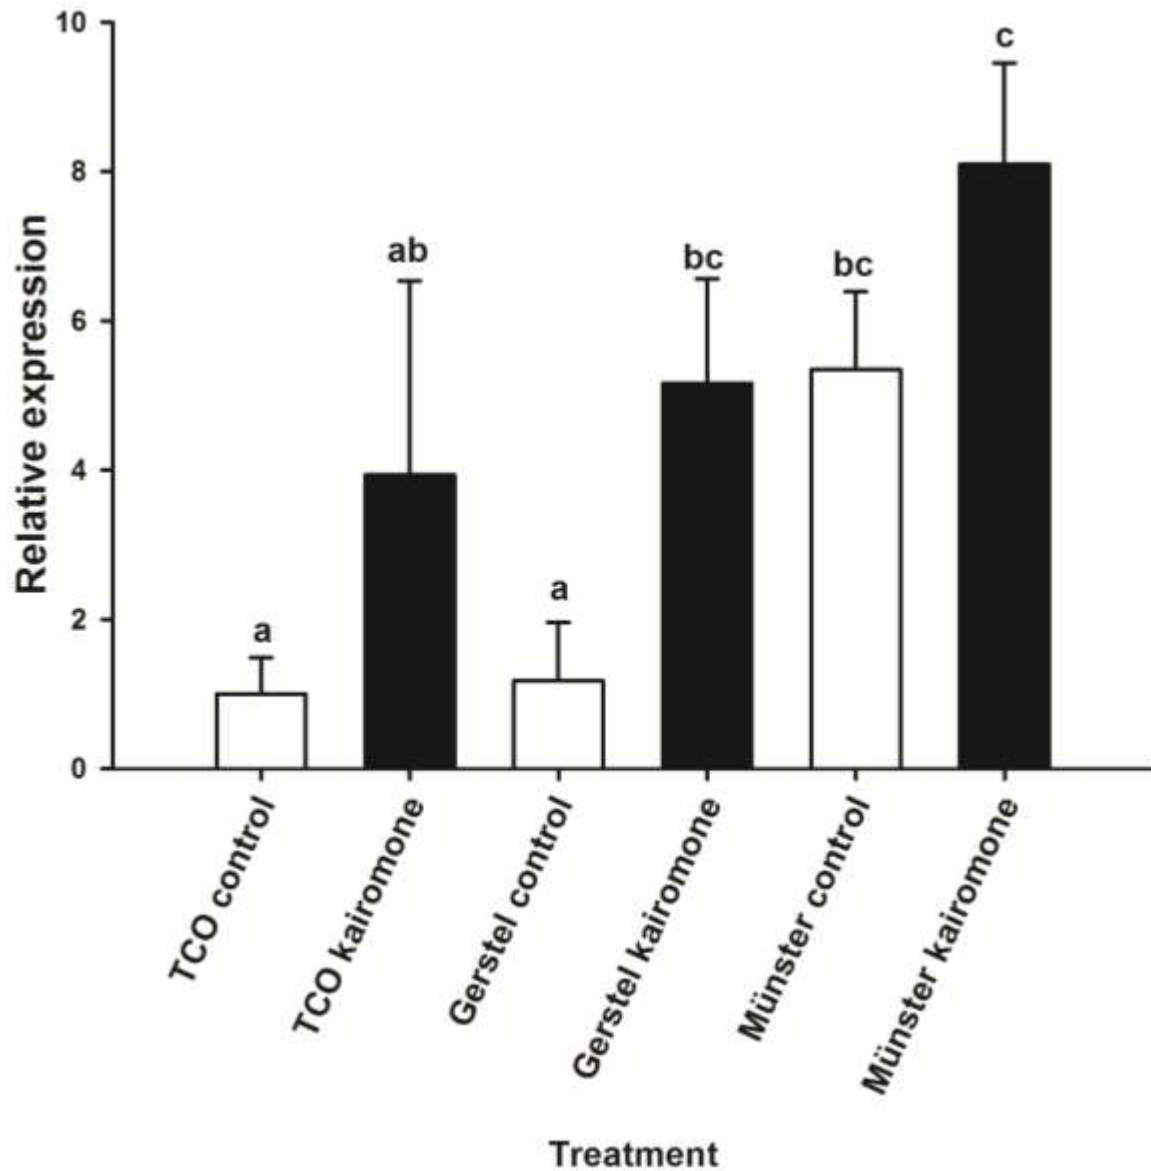 10
8
6
4
2
0
Relative expression
a
ab
a
bc
bc
c
TCO control
TCO kairomone
Gerstel control
Gerstel kairomone
Münster control
Münster kairomone
Treatment